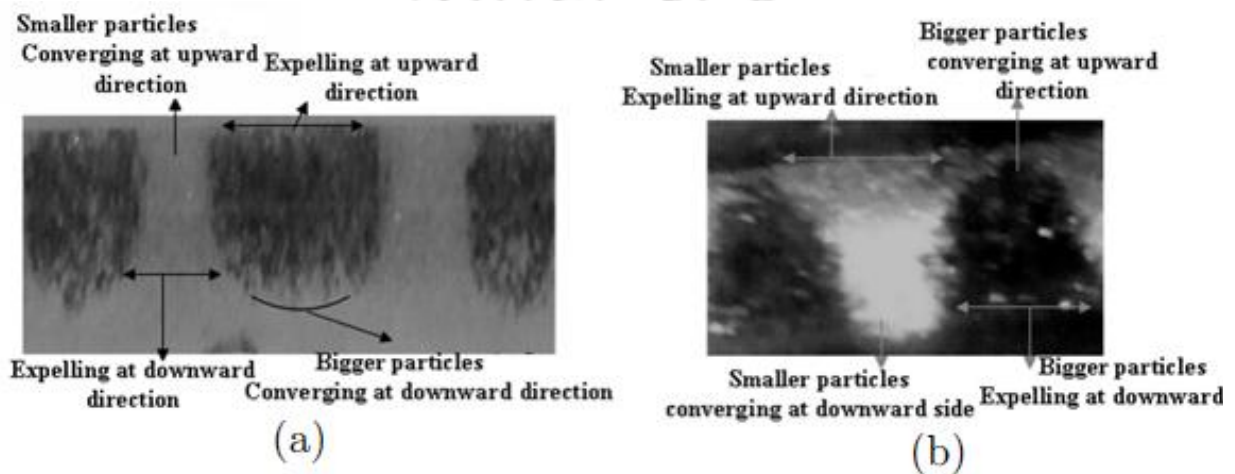 Smaller particles
Converging at upward
direction
Expelling at upward
direction
Expelling at downward
direction
Bigger particles
Converging at downward direction
(a)
Smaller particles
Expelling at upward direction
Bigger particles
converging at upward
direction
Smaller particles
converging at downward side
Bigger particles
Expelling at downward
(b)